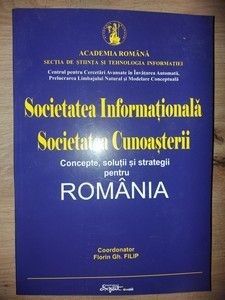 ACADEMIA ROMÂNĂ
SECȚIA DE ȘTIINȚA ȘI TEHNOLOGIA INFORMAȚIEI
Centrul pentru Cercetări Avansate în Învățarea Automată,
Prelucrarea Limbajului Natural și Modelare Conceptuală
Societatea Informațională
Societatea Cunoașterii
Concepte, soluții și strategii
pentru
ROMÂNIA
Coordonator
Florin Gh. FILIP